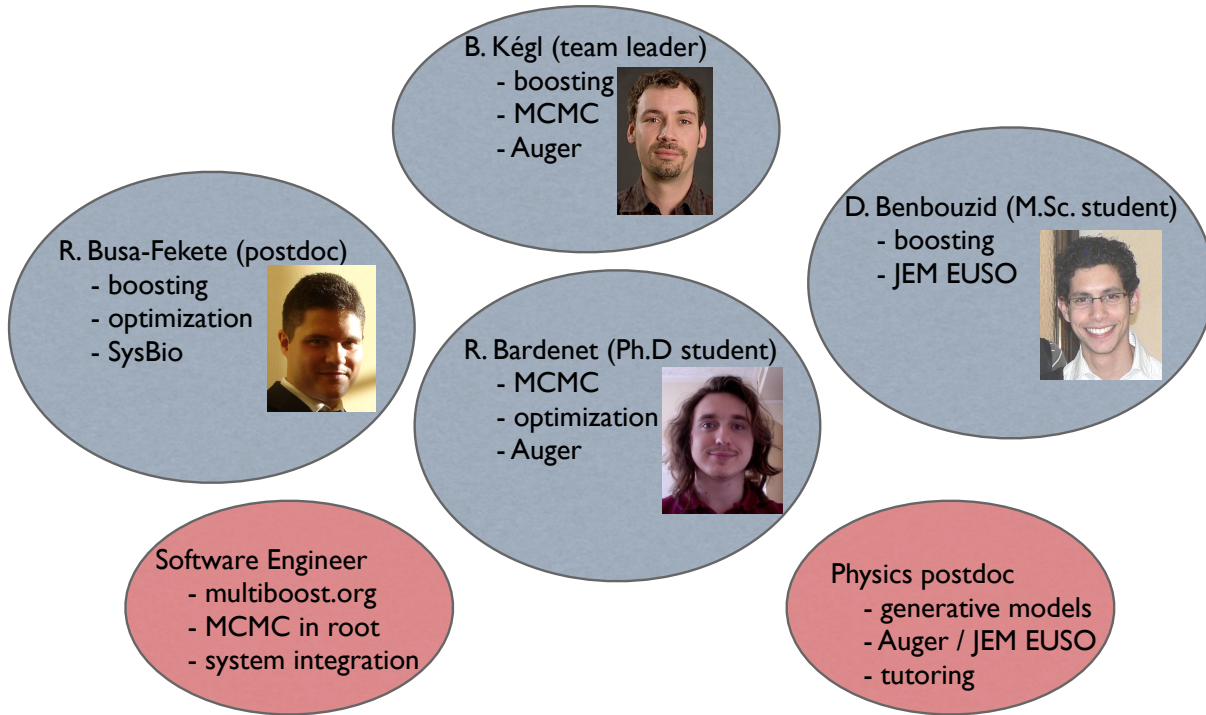 B. Kégl (team leader)
- boosting
- MCMC
- Auger
R. Busa-Fekete (postdoc)
- boosting
- optimization
- SysBio
D. Benbouzid (M.Sc. student)
- boosting
- JEM EUSO
R. Bardenet (Ph.D student)
- MCMC
- optimization
- Auger
Software Engineer
- multiboost.org
- MCMC in root
- system integration
Physics postdoc
- generative models
- Auger / JEM EUSO
- tutoring